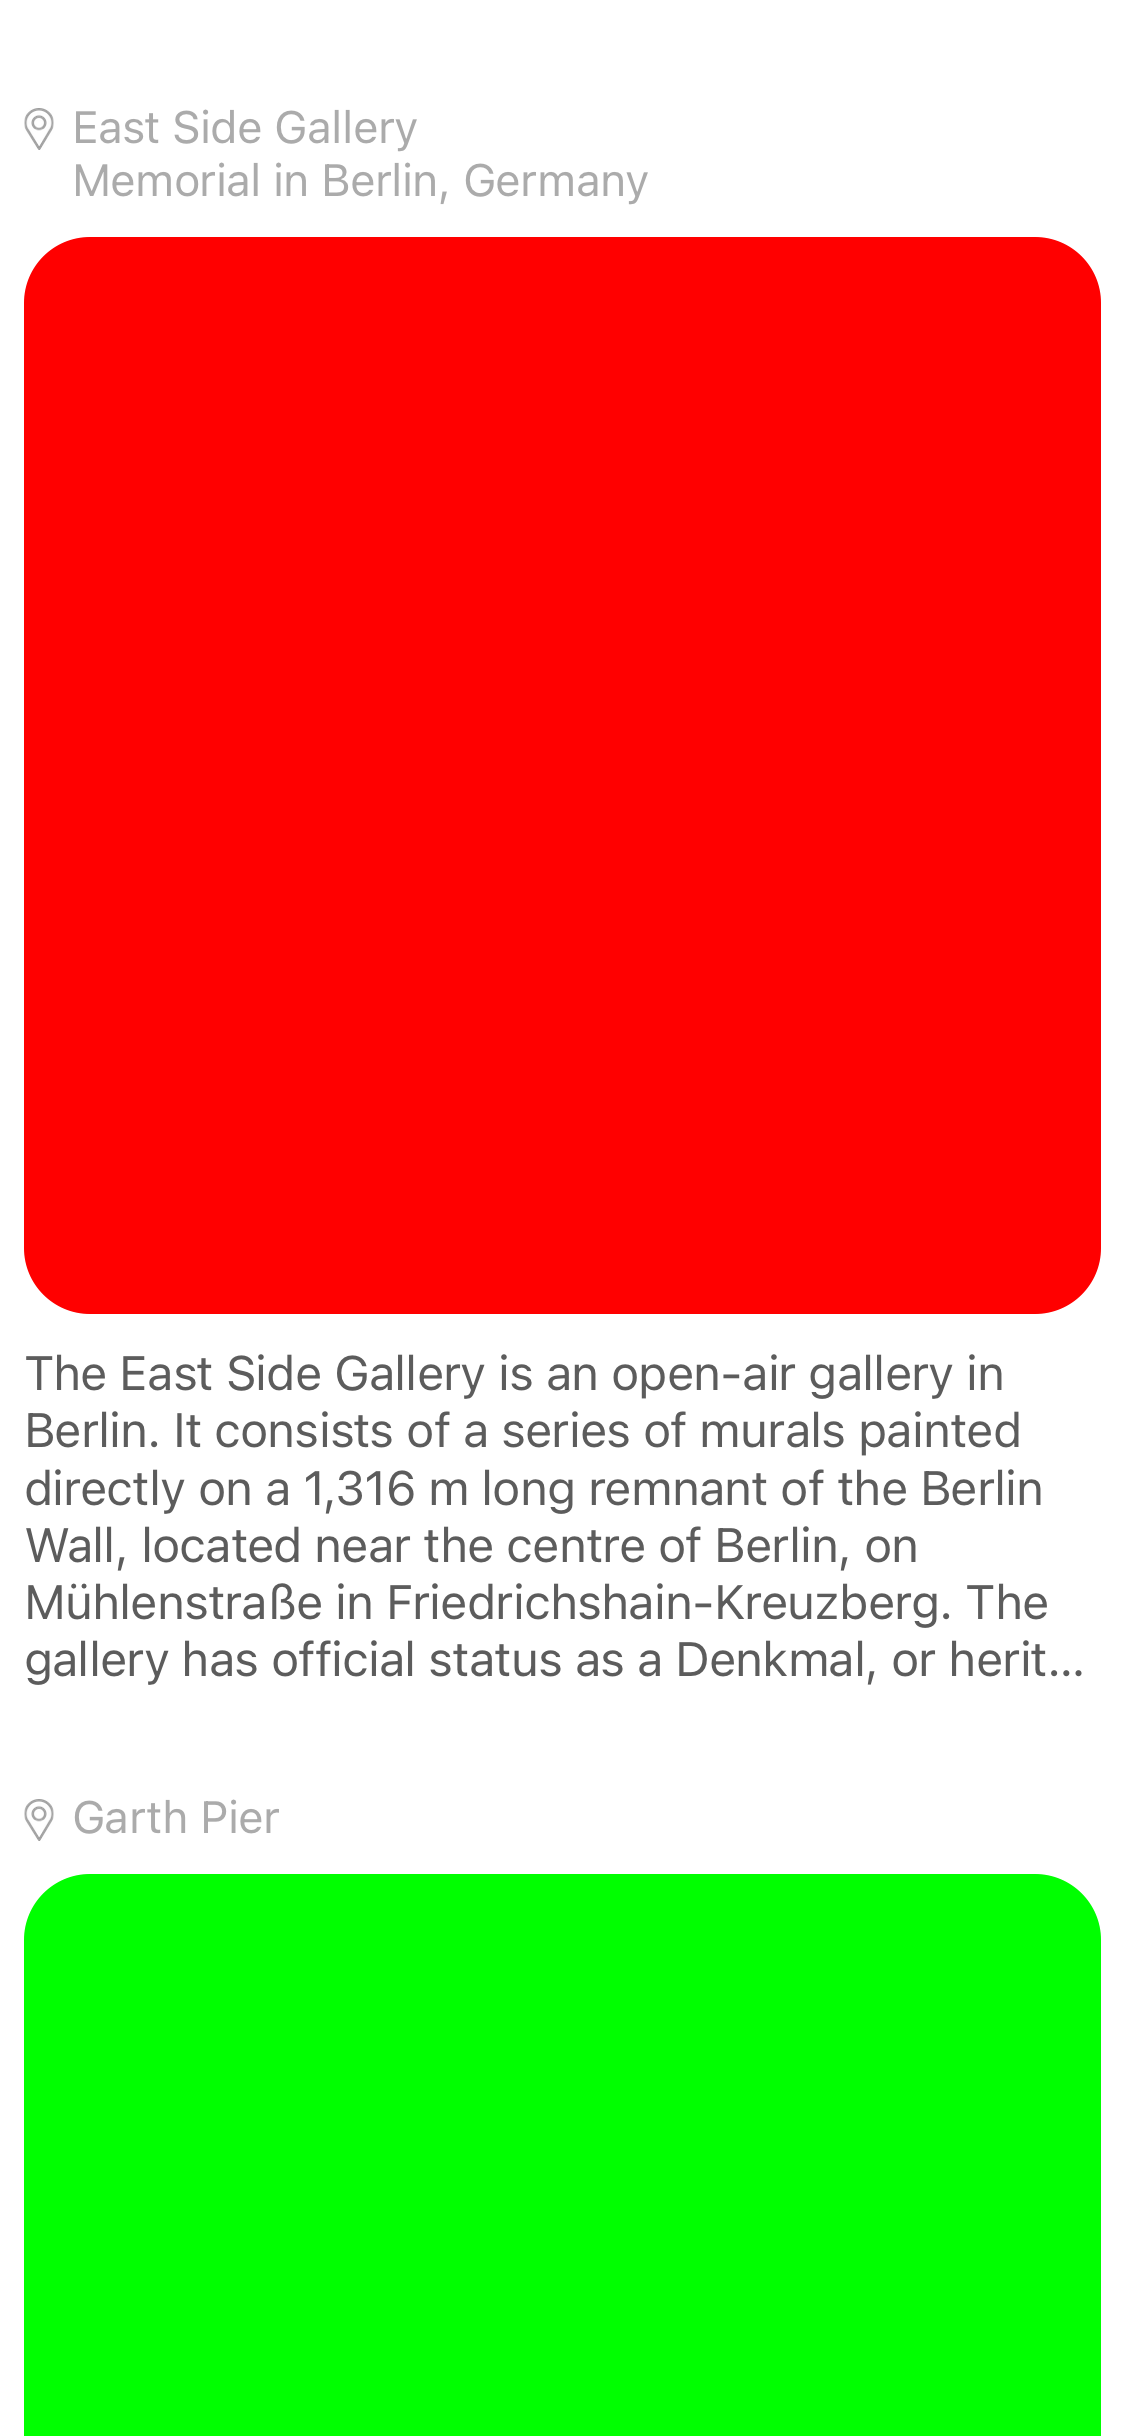 East Side Gallery
Memorial in Berlin, Germany
The East Side Gallery is an open-air gallery in
Berlin. It consists of a series of murals painted
directly on a 1,316 m long remnant of the Berlin
Wall, located near the centre of Berlin, on
Mühlenstraße in Friedrichshain-Kreuzberg. The
gallery has official status as a Denkmal, or herit…
Garth Pier